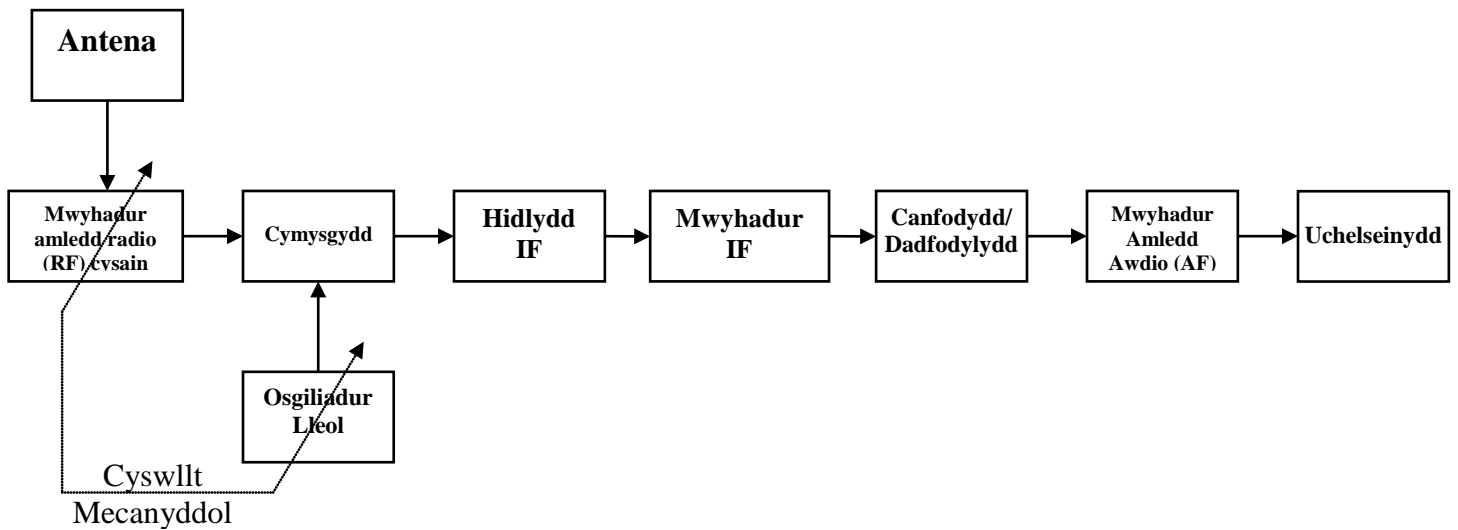 Antena
Mwyhadur
amledd radio
(RF) cysain
Cymysgydd
Hidlydd
IF
Mwyhadur
IF
Canfodydd/
Dadfodylydd
Mwyhadur
Amledd
Awdio (AF)
Uchelseinydd
Osgiliadur
Lleol
Cyswllt
Mecanyddol